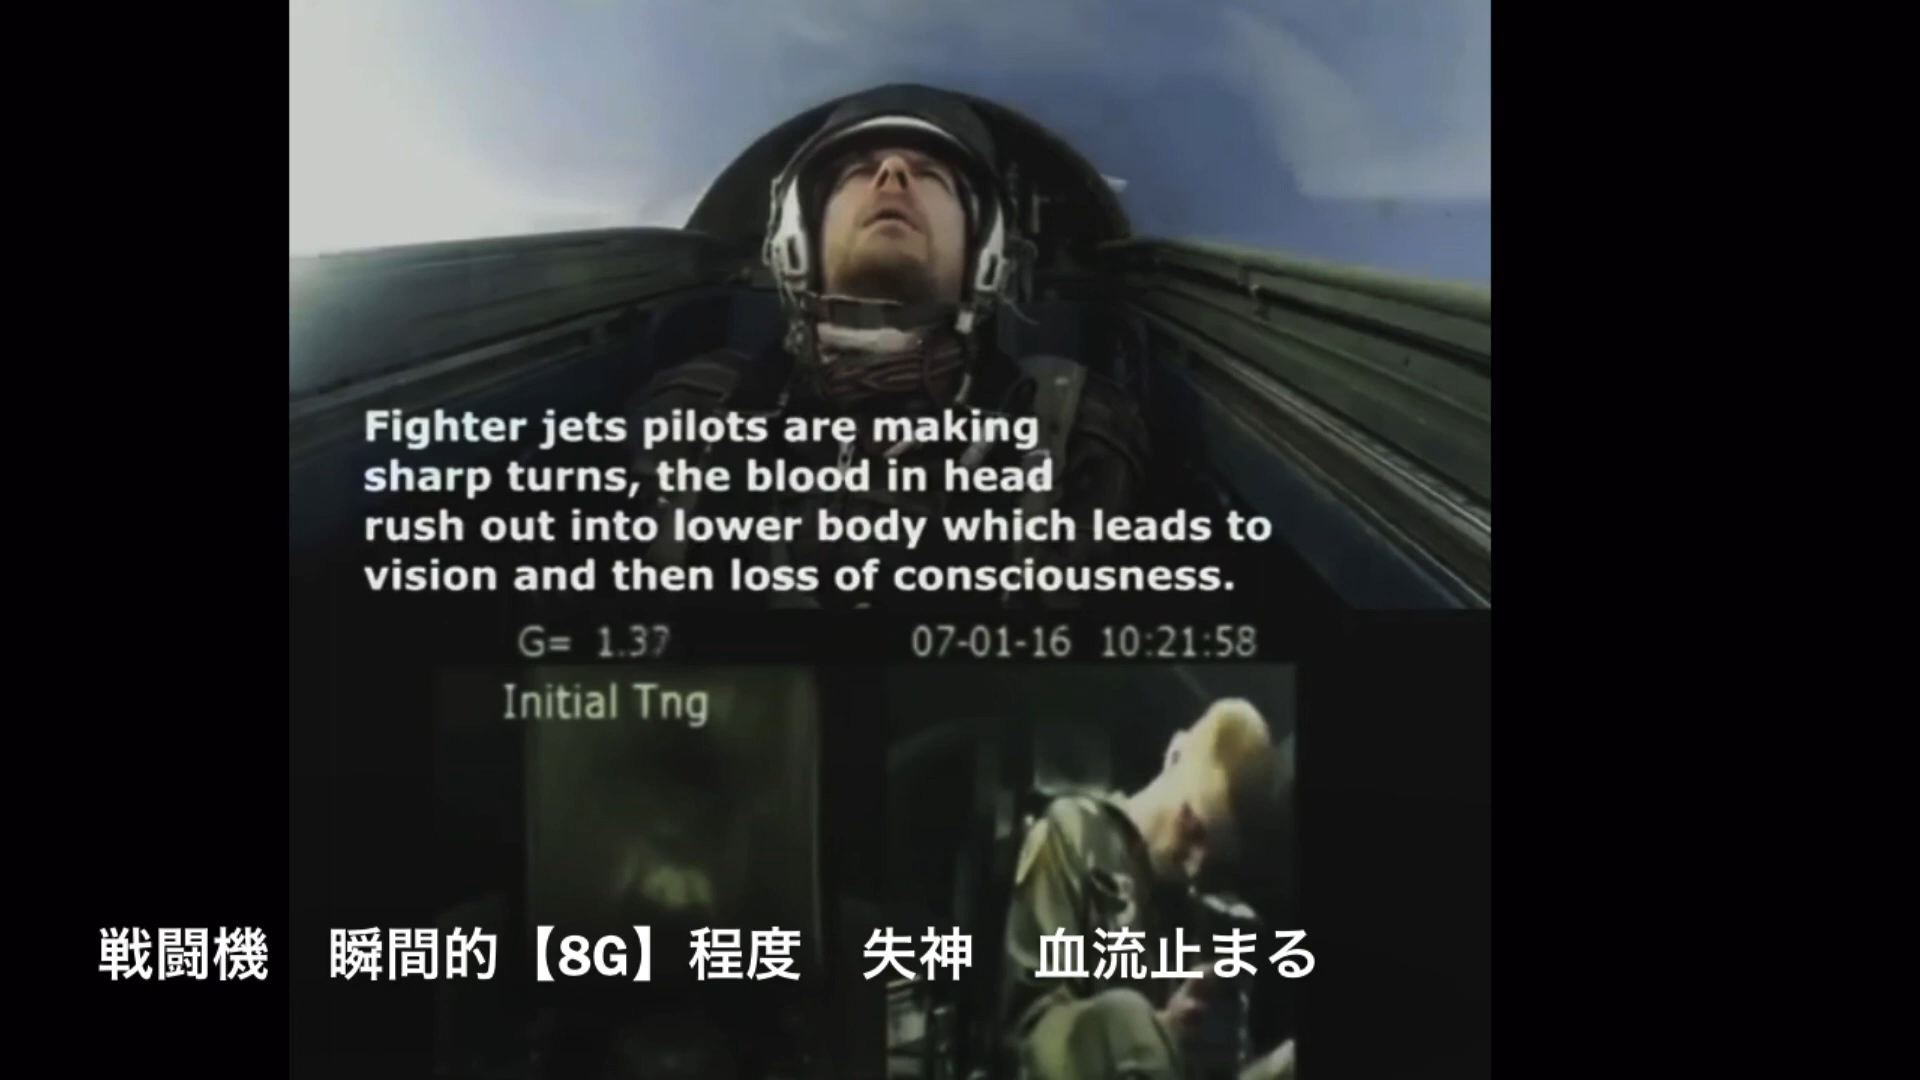 Fighter jets pilots are making
sharp turns, the blood in head
rush out into lower body which leads to
vision and then loss of consciousness.
G= 1.37 07-01-16 10:21:58
Initial Tng
戦闘機　瞬間的【8G】程度　失神　血流止まる